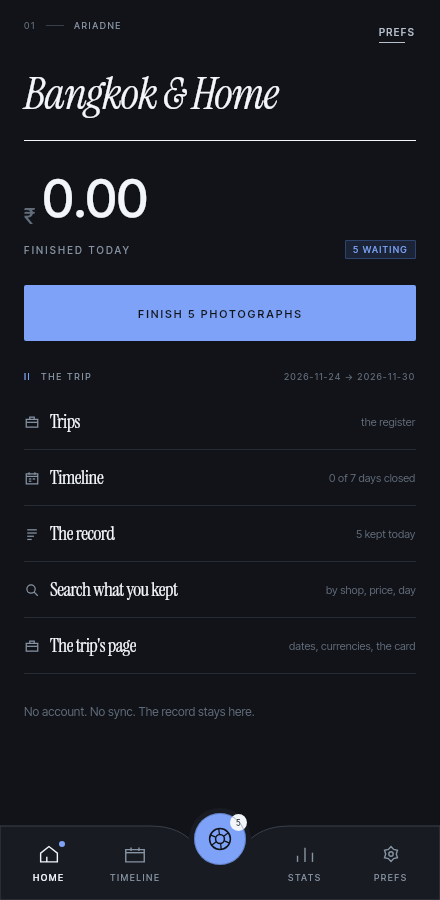 01 ARIADNE
PREFS
Bangkok & Home
₹ 0.00
FINISHED TODAY 5 WAITING
FINISH 5 PHOTOGRAPHS
II THE TRIP 2026-11-24 → 2026-11-30
Trips the register
Timeline 0 of 7 days closed
The record 5 kept today
Search what you kept by shop, price, day
The trip's page dates, currencies, the card
No account. No sync. The record stays here.
5
HOME TIMELINE STATS PREFS